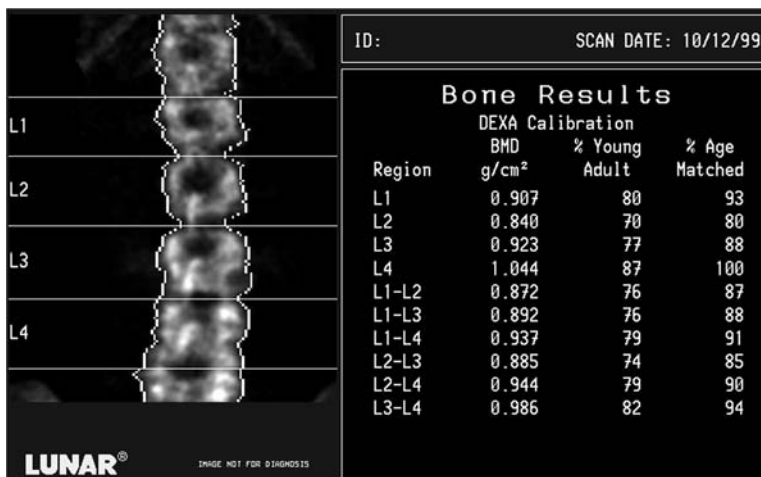 L1
L2
L3
L4
LUNAR®
IMAGE NOT FOR DIAGNOSIS
ID: SCAN DATE: 10/12/99
Bone Results
DEXA Calibration
BMD % Young % Age
Region g/cm² Adult Matched
L1 0.907 80 93
L2 0.840 70 80
L3 0.923 77 88
L4 1.044 87 100
L1-L2 0.872 76 87
L1-L3 0.892 76 88
L1-L4 0.937 79 91
L2-L3 0.885 74 85
L2-L4 0.944 79 90
L3-L4 0.986 82 94